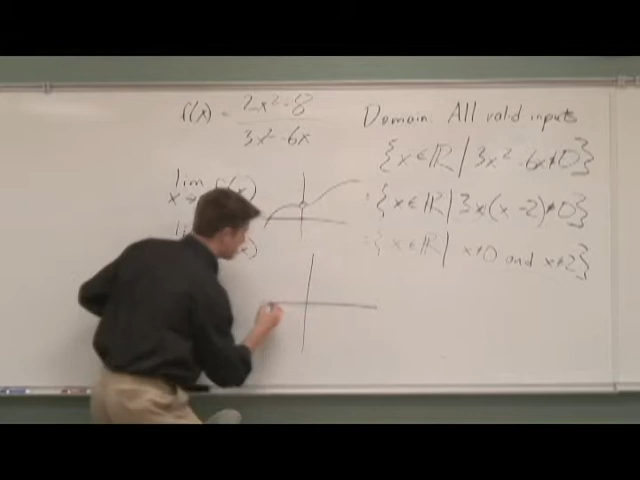 f(x) = 2x² - 8 / 3x² - 6x
Domain: All valid inputs
{x ∈ ℝ | 3x² - 6x ≠ 0}
= {x ∈ ℝ | 3x(x - 2) ≠ 0}
= {x ∈ ℝ | x ≠ 0 and x ≠ 2}
lim f(x)
x→